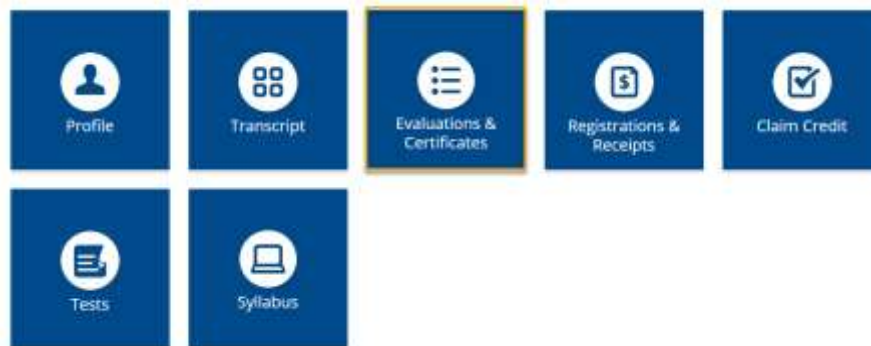 Profile
Transcript
Evaluations &
Certificates
Registrations &
Receipts
Claim Credit
Tests
Syllabus